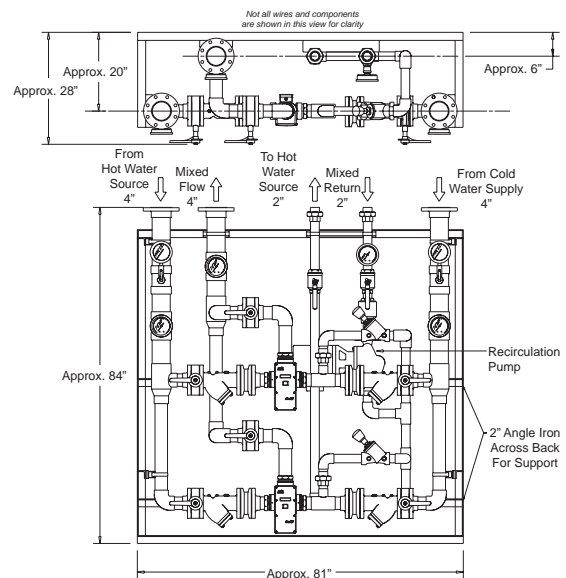 Not all wires and components
are shown in this view for clarity
Approx. 20”
Approx. 28”
Approx. 6”
From
Hot Water
Source
4”
Mixed
Flow
4”
To Hot
Water
Source
2”
Mixed
Return
2”
From Cold
Water Supply
4”
Recirculation
Pump
Approx. 84”
2” Angle Iron
Across Back
For Support
Approx. 81”